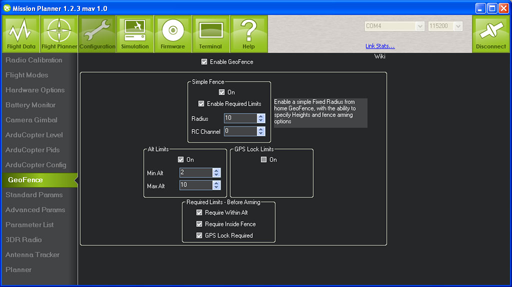 Mission Planner 1.2.3 mav 1.0
Flight Data
Flight Planner
Configuration
Simulation
Firmware
Terminal
Help
COM4
115200
Link Stats...
Disconnect
Radio Calibration
Flight Modes
Hardware Options
Battery Monitor
Camera Gimbal
ArduCopter Level
ArduCopter Pids
ArduCopter Config
GeoFence
Standard Params
Advanced Params
Parameter List
3DR Radio
Antenna Tracker
Planner
Enable GeoFence
Wiki
Simple Fence
On
Enable Required Limits
Radius 10
RC Channel 0
Enable a simple Fixed Radius from
home GeoFence, with the ability to
specify Heights and fence arming
options
Alt Limits
On
Min Alt 2
Max Alt 10
GPS Lock Limits
On
Required Limits - Before Arming
Require Within Alt
Require Inside Fence
GPS Lock Required